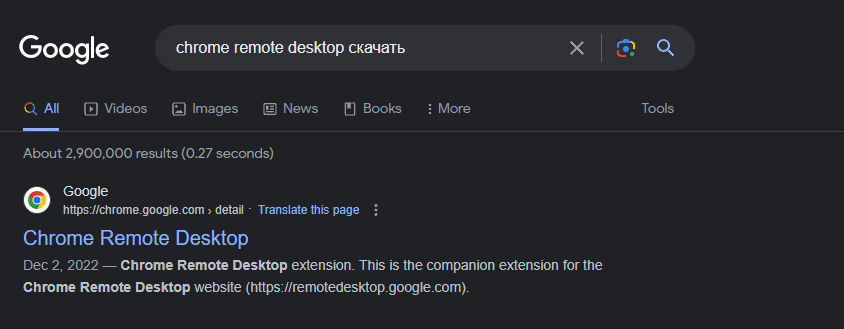 Google
chrome remote desktop скачать
All Videos Images News Books More Tools
About 2,900,000 results (0.27 seconds)
Google
https://chrome.google.com › detail · Translate this page
Chrome Remote Desktop
Dec 2, 2022 — Chrome Remote Desktop extension. This is the companion extension for the
Chrome Remote Desktop website (https://remotedesktop.google.com).